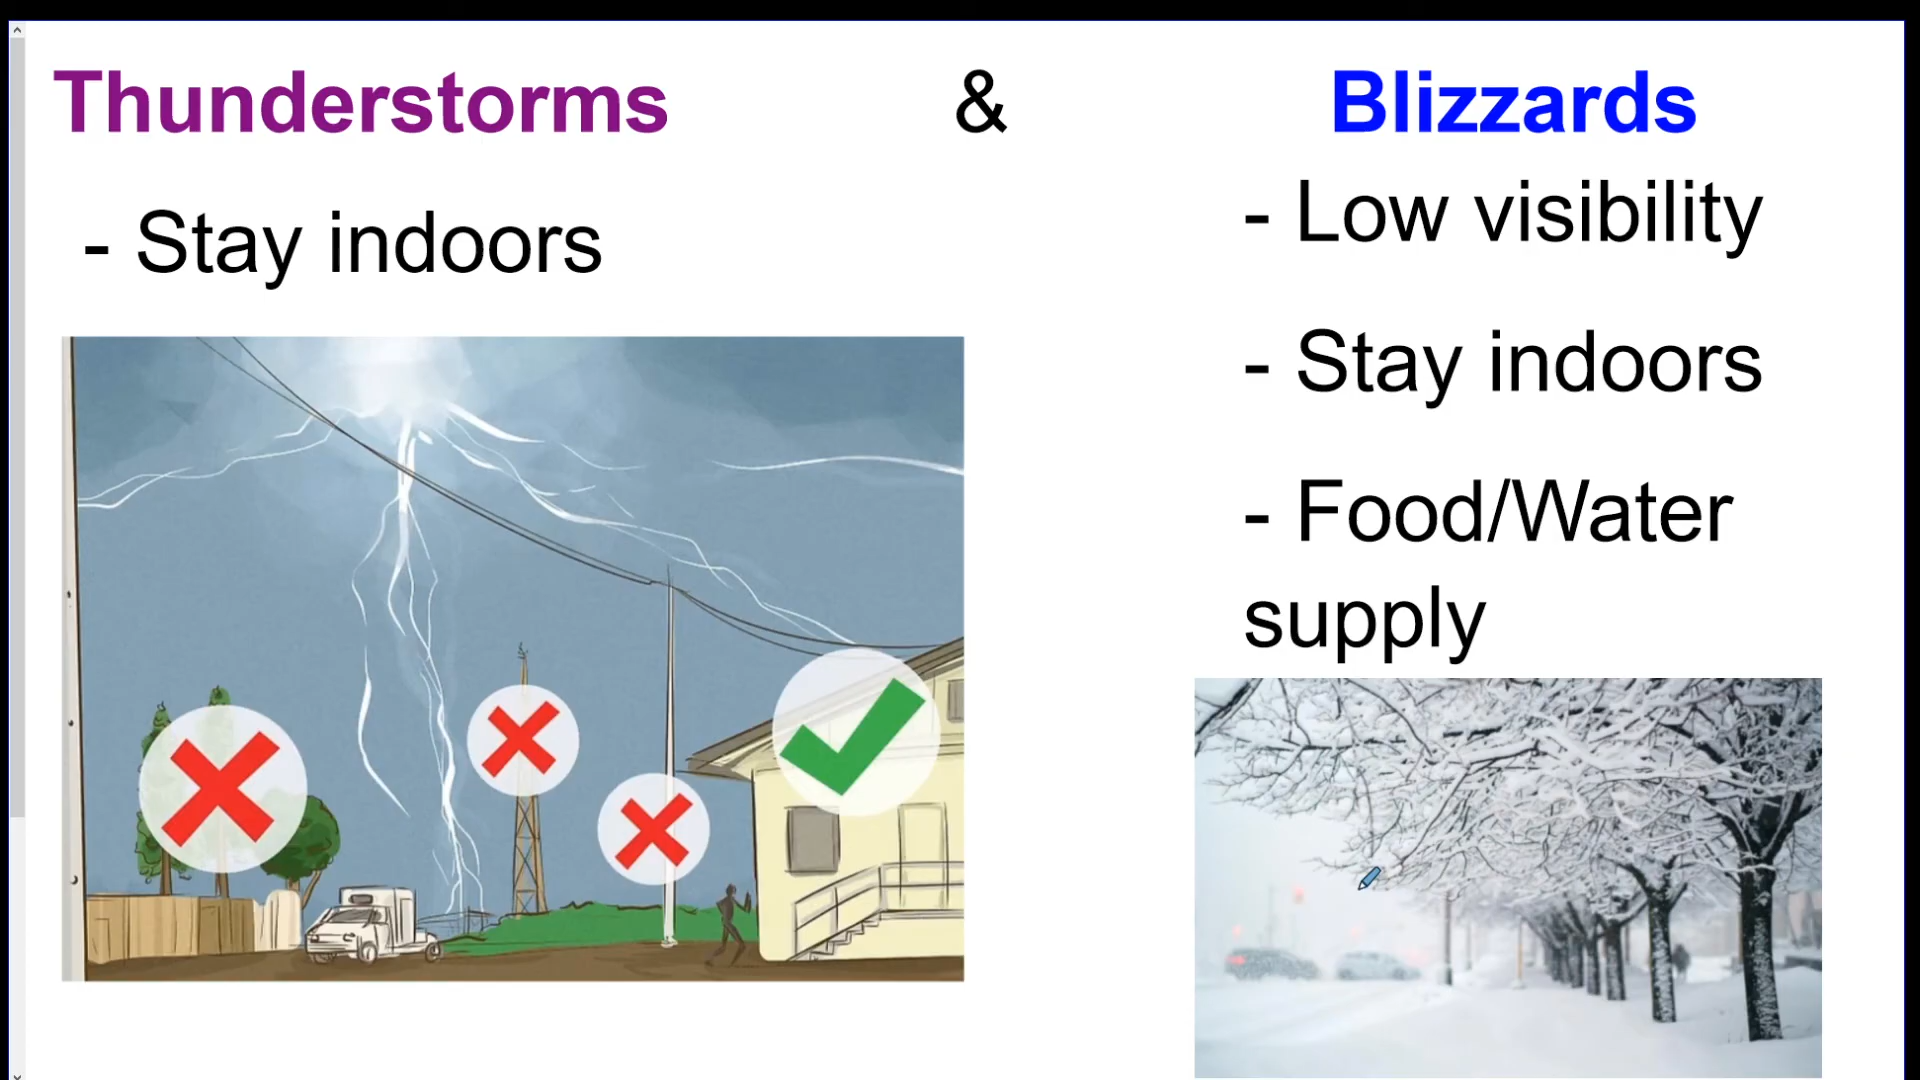 Thunderstorms & Blizzards
- Stay indoors
- Low visibility
- Stay indoors
- Food/Water
supply